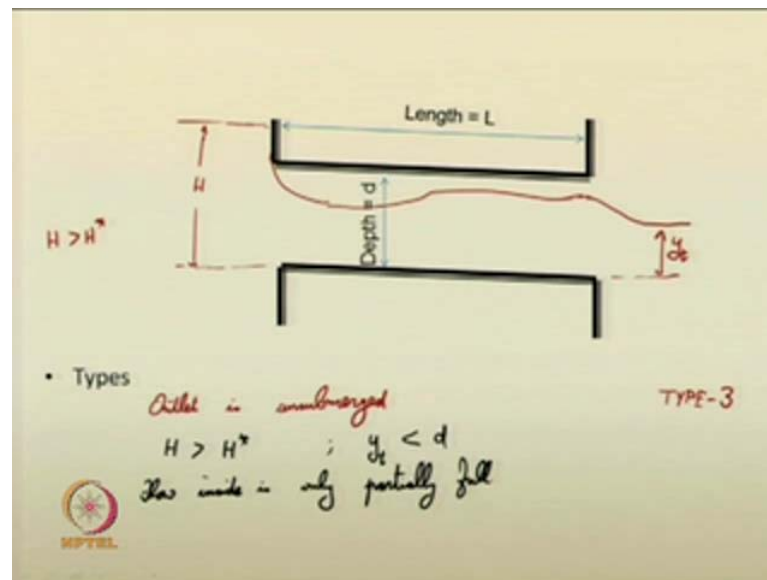 Length = L
H
Depth = d
H > H*
yt
• Types
Outlet is unsubmerged
TYPE-3
H > H* ; yt < d
Flow inside is only partially full
NPTEL